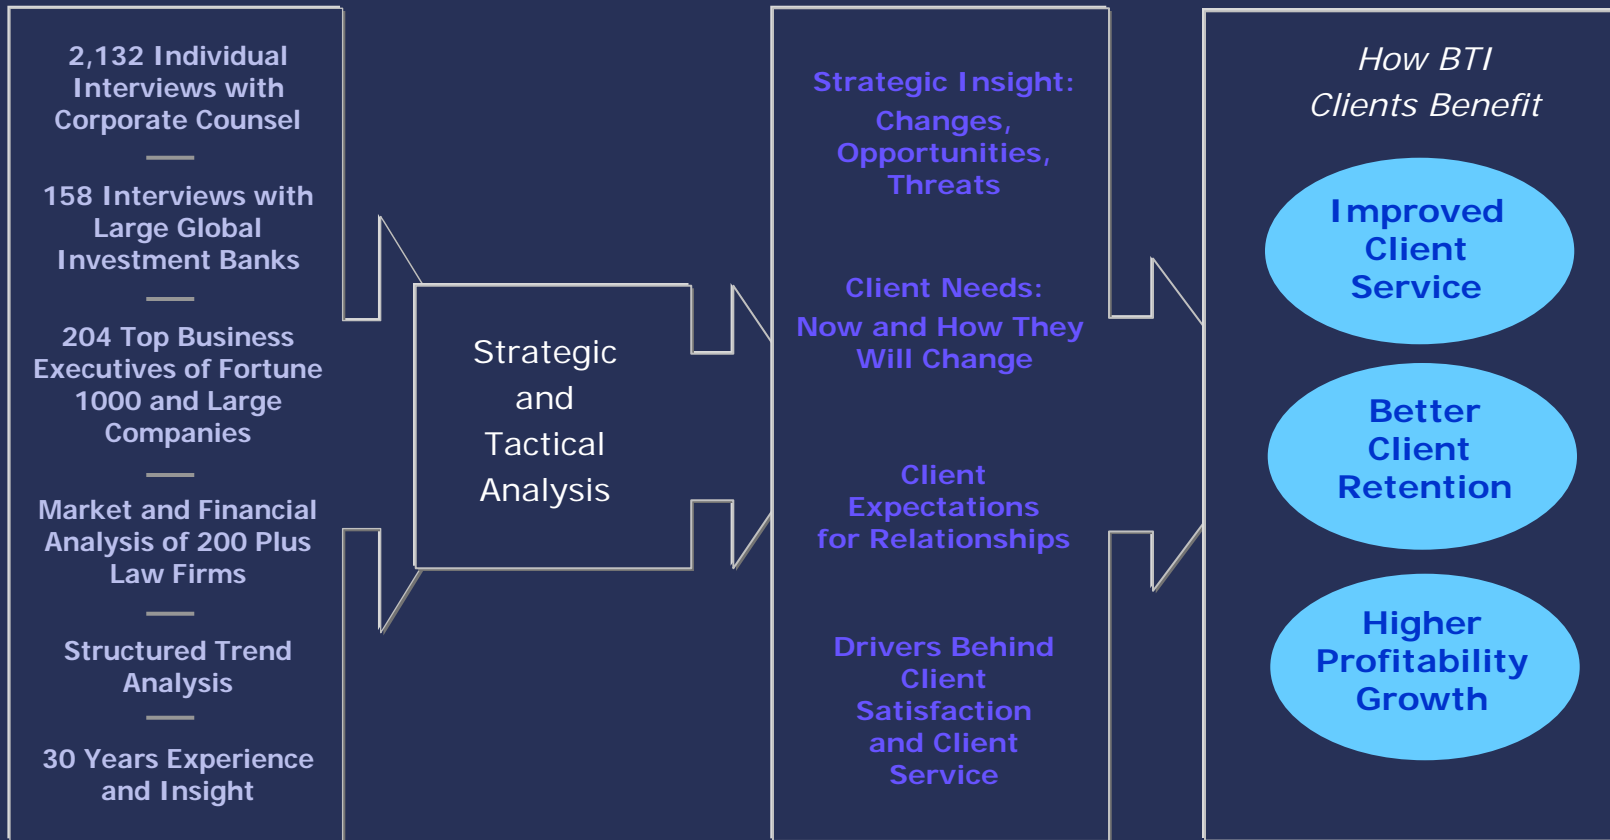 2,132 Individual
Interviews with
Corporate Counsel
158 Interviews with
Large Global
Investment Banks
204 Top Business
Executives of Fortune
1000 and Large
Companies
Market and Financial
Analysis of 200 Plus
Law Firms
Structured Trend
Analysis
30 Years Experience
and Insight
Strategic
and
Tactical
Analysis
Strategic Insight:
Changes,
Opportunities,
Threats
Client Needs:
Now and How They
Will Change
Client
Expectations
for Relationships
Drivers Behind
Client
Satisfaction
and Client
Service
How BTI
Clients Benefit
Improved
Client
Service
Better
Client
Retention
Higher
Profitability
Growth